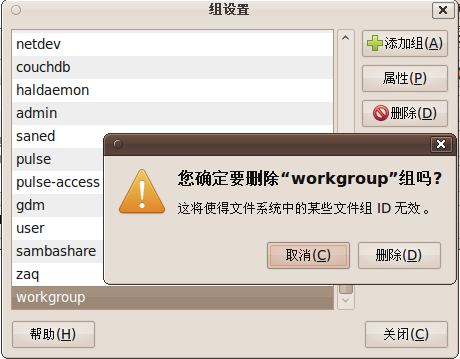 组设置
netdev
couchdb
haldaemon
admin
saned
pulse
pulse-access
gdm
user
sambashare
zaq
workgroup
添加组(A)
属性(P)
删除(D)
您确定要删除“workgroup”组吗?
这将使得文件系统中的某些文件组 ID 无效。
取消(C)
删除(D)
帮助(H)
关闭(C)